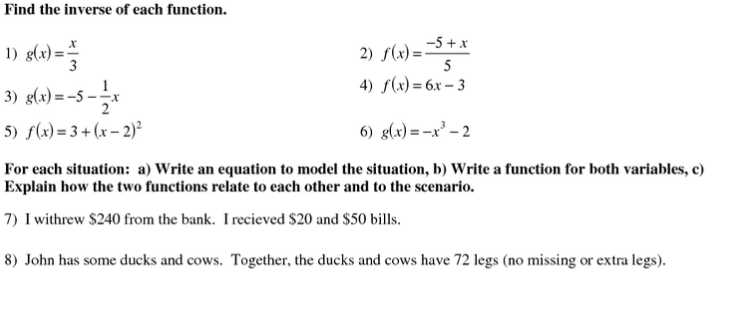 Find the inverse of each function.
1) g(x) = x/3
2) f(x) = (-5 + x)/5
3) g(x) = -5 - 1/2 x
4) f(x) = 6x - 3
5) f(x) = 3 + (x - 2)²
6) g(x) = -x³ - 2
For each situation: a) Write an equation to model the situation, b) Write a function for both variables, c)
Explain how the two functions relate to each other and to the scenario.
7) I withrew $240 from the bank. I recieved $20 and $50 bills.
8) John has some ducks and cows. Together, the ducks and cows have 72 legs (no missing or extra legs).